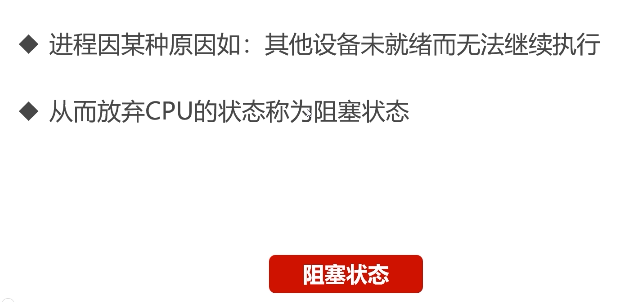 ◆ 进程因某种原因如：其他设备未就绪而无法继续执行
◆ 从而放弃CPU的状态称为阻塞状态
阻塞状态